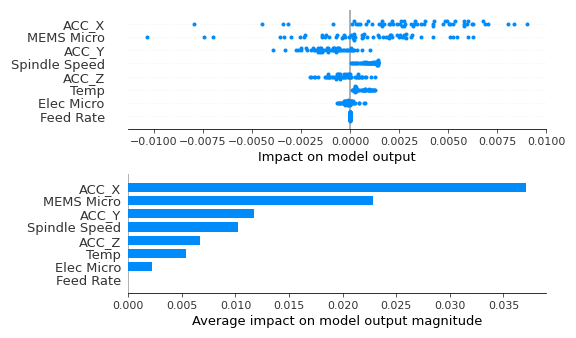 ACC_X
MEMS Micro
ACC_Y
Spindle Speed
ACC_Z
Temp
Elec Micro
Feed Rate
−0.0100 −0.0075 −0.0050 −0.0025 0.0000 0.0025 0.0050 0.0075 0.0100
Impact on model output
ACC_X
MEMS Micro
ACC_Y
Spindle Speed
ACC_Z
Temp
Elec Micro
Feed Rate
0.000 0.005 0.010 0.015 0.020 0.025 0.030 0.035
Average impact on model output magnitude